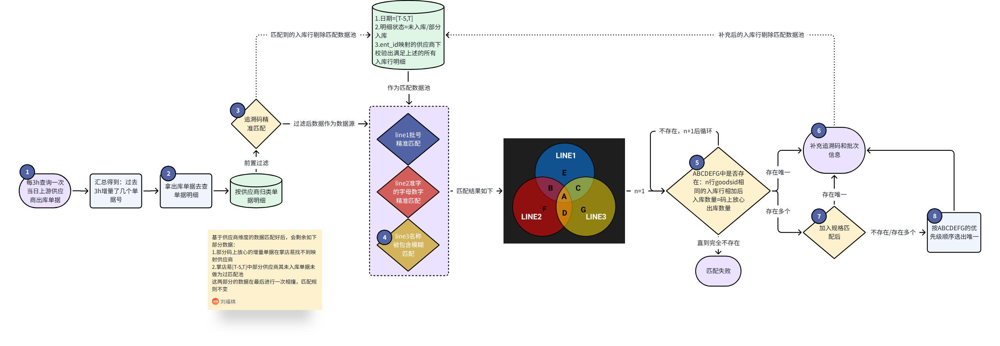 1
每3h查询一次
当日上游供应
商出库单据
汇总得到：过去
3h增量了几个单
据号
2
拿出库单据去查
单据明细
按供应商归类单
据明细
前置过滤
3
追溯码精
准匹配
匹配到的入库行剔除匹配数据池
过滤后数据作为数据源
1.日期=[T-5,T]
2.明细状态=未入库/部分
入库
3.ent_id映射的供应商下
校验出满足上述的所有
入库行明细
作为匹配数据池
line1批号
精准匹配
line2准字
的字母数字
精准匹配
4
line3名称
被包含模糊
匹配
匹配结果如下
LINE1
E
B
C
A
F
D
G
LINE2
LINE3
n=1
不存在，n+1后循环
5
ABCDEFG中是否存
在：n行goodsid相
同的入库行相加后
入库数量=码上放心
出库数量
直到完全不存在
匹配失败
存在唯一
存在多个
6
补充追溯码和批次
信息
补充后的入库行剔除匹配数据池
存在唯一
7
加入规格匹
配后
不存在/存在多个
8
按ABCDEFG的优
先级顺序选出唯一
基于供应商维度的数据匹配好后，会剩余如下
部分数据：
1.部分码上放心的增量单据在掌店易找不到映
射供应商
2.掌店易[T-5,T]中部分供应商其未入库单据未
做为过匹配池
这两部分的数据在最后进行一次相撞，匹配规
则不变
刘福棋